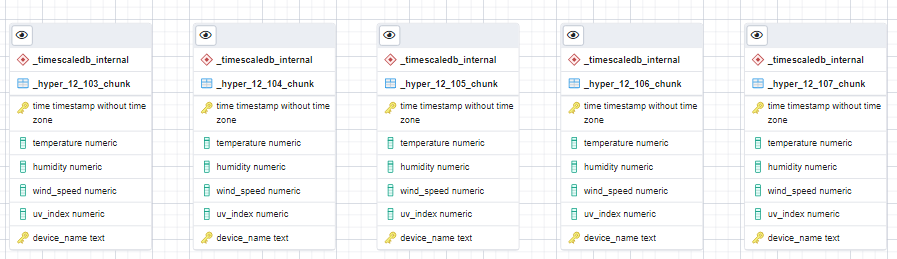 _timescaledb_internal
_hyper_12_103_chunk
time timestamp without time
zone
temperature numeric
humidity numeric
wind_speed numeric
uv_index numeric
device_name text
_timescaledb_internal
_hyper_12_104_chunk
time timestamp without time
zone
temperature numeric
humidity numeric
wind_speed numeric
uv_index numeric
device_name text
_timescaledb_internal
_hyper_12_105_chunk
time timestamp without time
zone
temperature numeric
humidity numeric
wind_speed numeric
uv_index numeric
device_name text
_timescaledb_internal
_hyper_12_106_chunk
time timestamp without time
zone
temperature numeric
humidity numeric
wind_speed numeric
uv_index numeric
device_name text
_timescaledb_internal
_hyper_12_107_chunk
time timestamp without time
zone
temperature numeric
humidity numeric
wind_speed numeric
uv_index numeric
device_name text